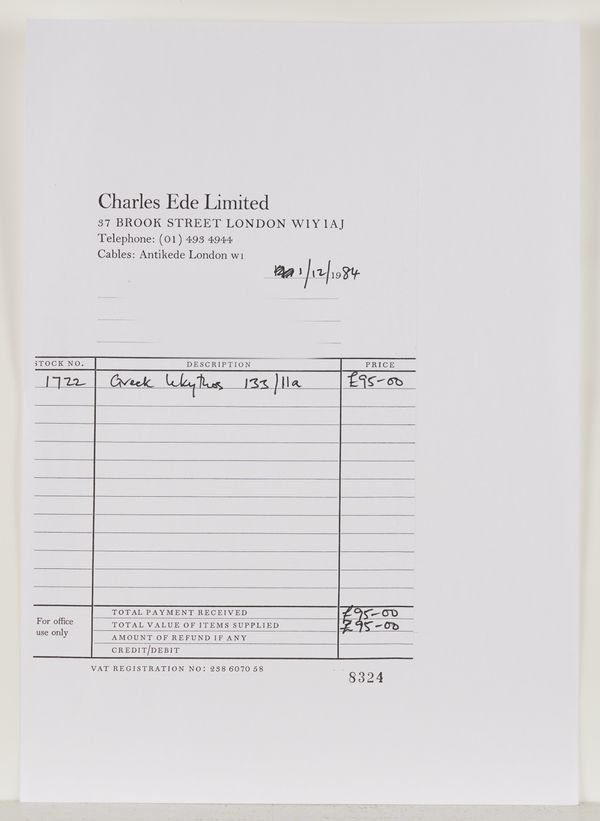 Charles Ede Limited
37 BROOK STREET LONDON W1Y 1AJ
Telephone: (01) 493 4944
Cables: Antikede London W1
1/12/1984
STOCK NO. DESCRIPTION PRICE
1722 Greek lekythos 133/11a £95-00
TOTAL PAYMENT RECEIVED £95-00
For office use only
TOTAL VALUE OF ITEMS SUPPLIED £95-00
AMOUNT OF REFUND IF ANY
CREDIT/DEBIT
VAT REGISTRATION NO: 238 6070 58
8324